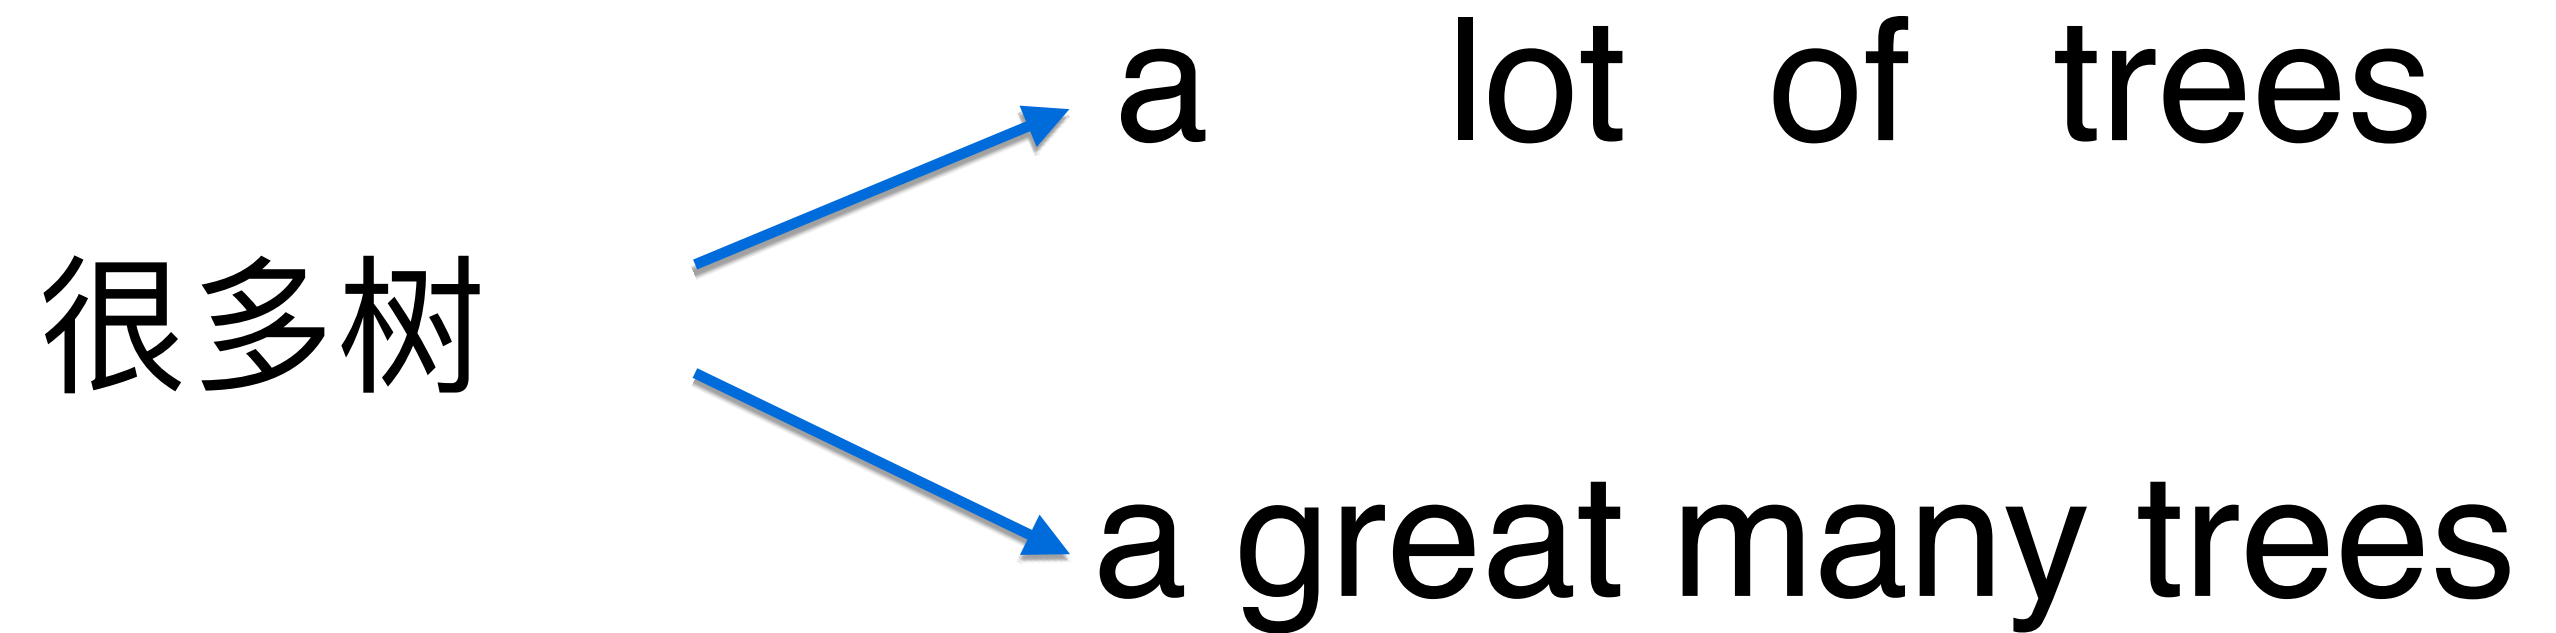 a lot of trees
很多树
a great many trees